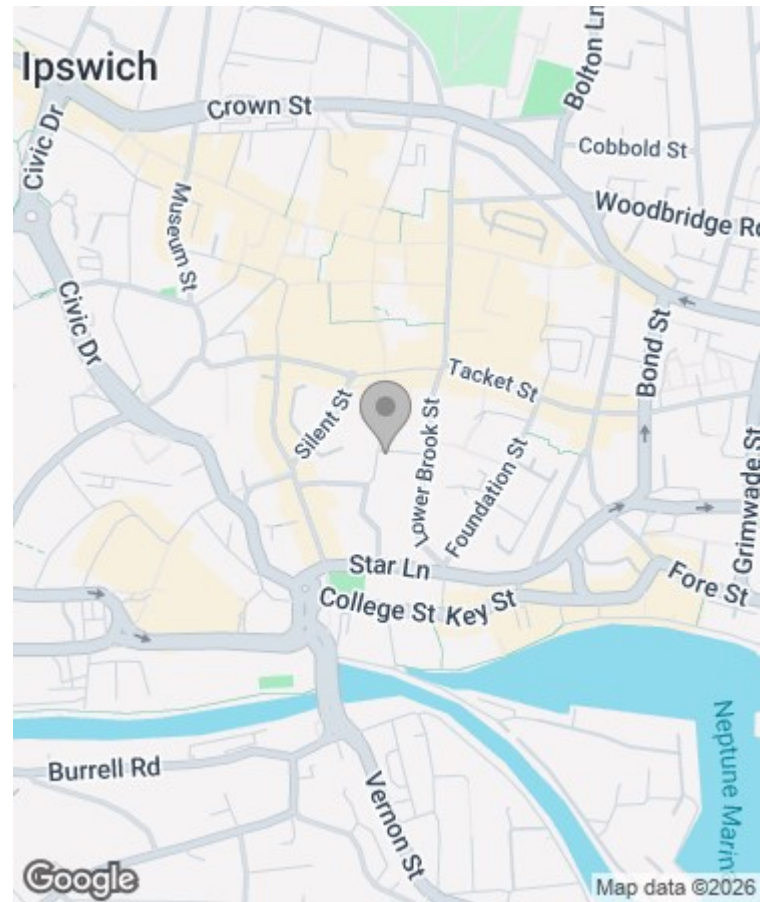 Ipswich
Crown St
Bolton Ln
Civic Dr
Cobbold St
Museum St
Woodbridge Rd
Civic Dr
Bond St
Tacket St
Silent St
Lower Brook St
Foundation St
Grimwade St
Star Ln
Fore St
College St
Key St
Neptune Marin
Burrell Rd
Vernon St
Google
Map data ©2026